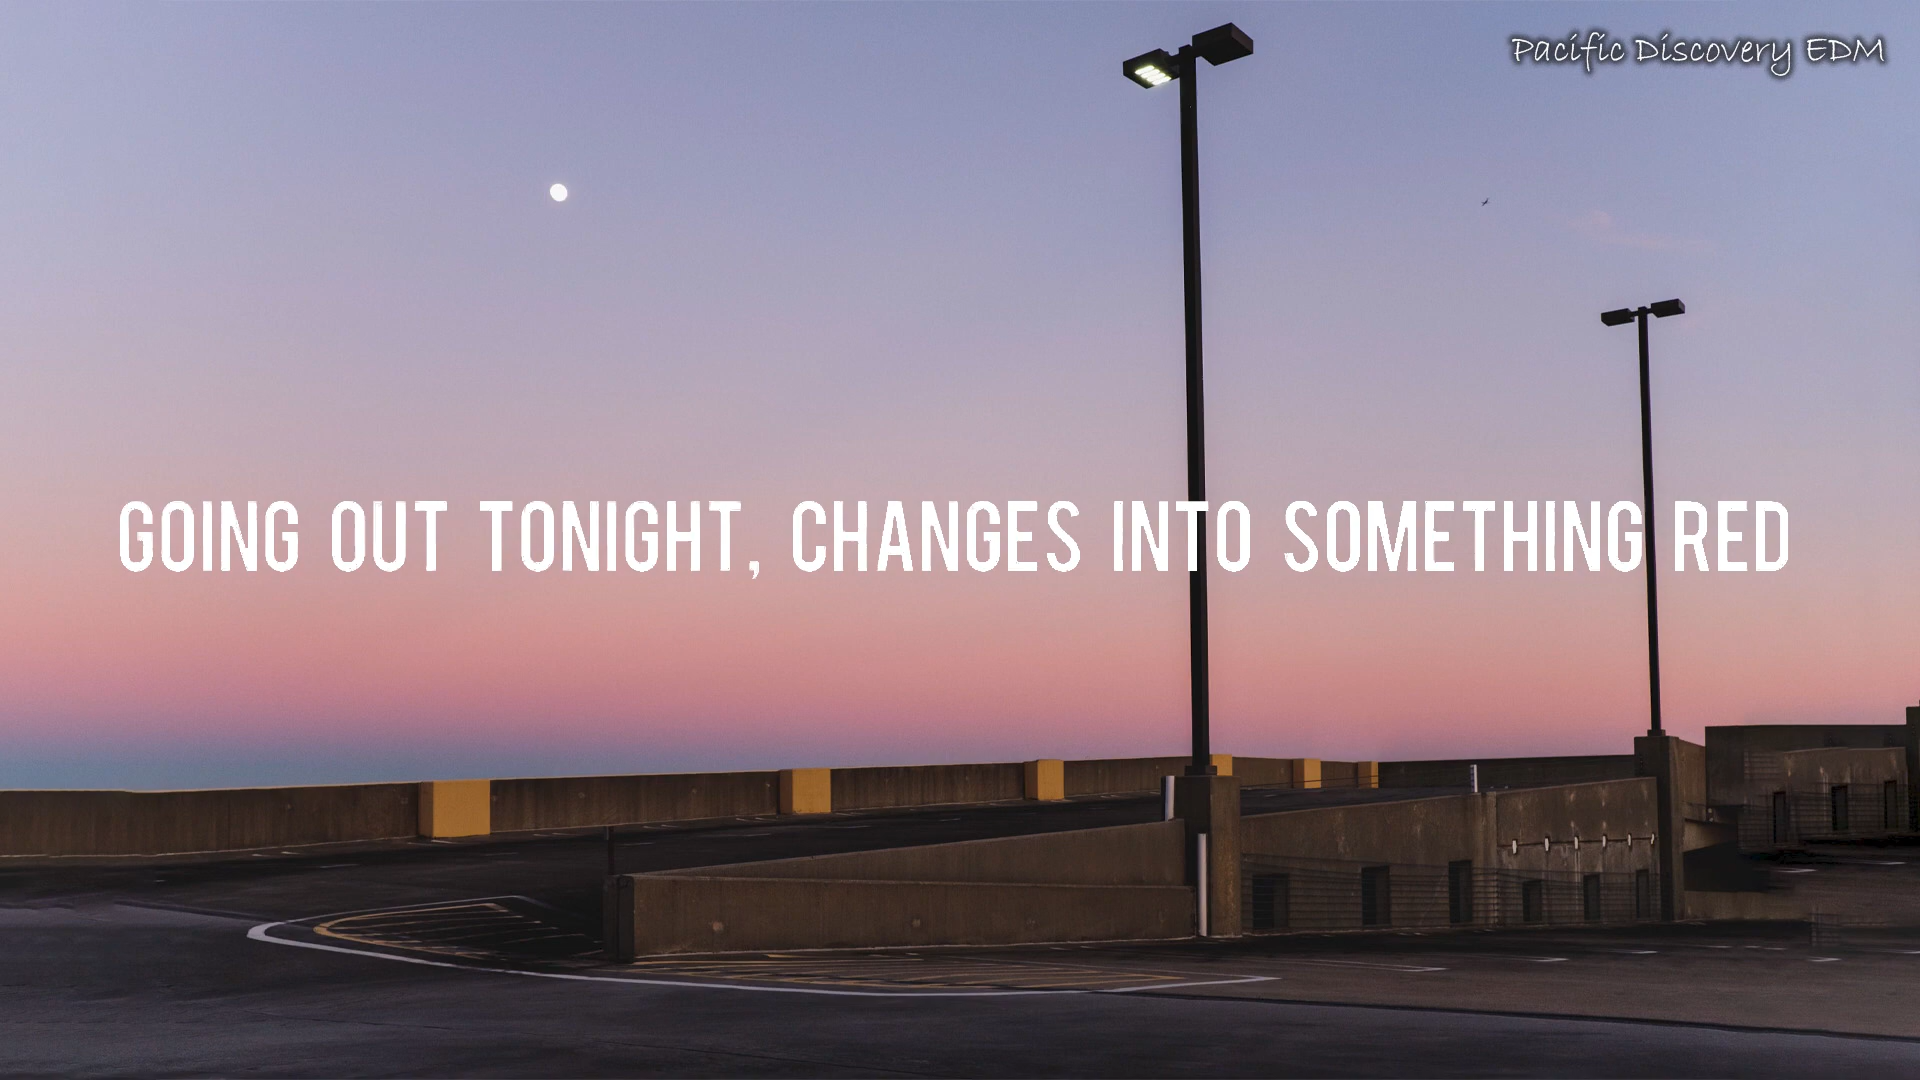 Pacific Discovery EDM
GOING OUT TONIGHT, CHANGES INTO SOMETHING RED